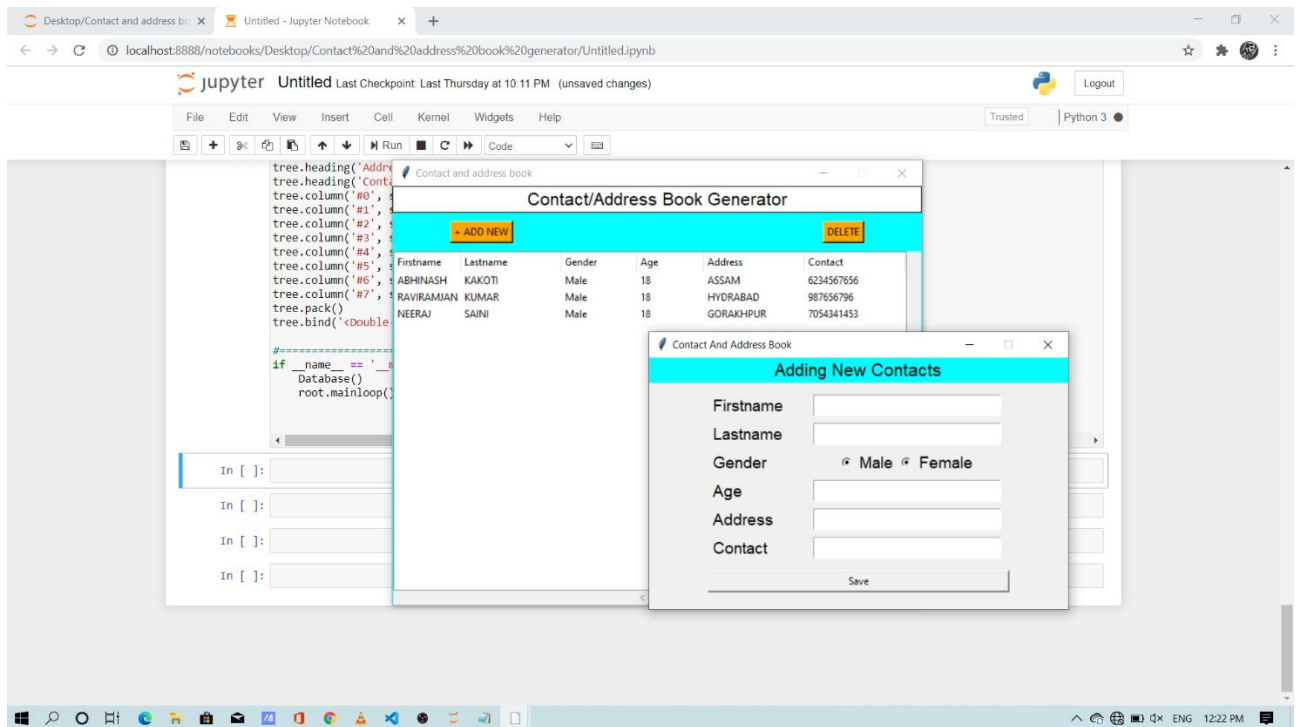 Desktop/Contact and address bo
Untitled - Jupyter Notebook
localhost:8888/notebooks/Desktop/Contact%20and%20address%20book%20generator/Untitled.ipynb
jupyter Untitled Last Checkpoint: Last Thursday at 10:11 PM (unsaved changes)
Logout
File Edit View Insert Cell Kernel Widgets Help
Trusted Python 3
Run Code
tree.heading('Addre
tree.heading('Conta
tree.column('#0', s
tree.column('#1', s
tree.column('#2', s
tree.column('#3', s
tree.column('#4', s
tree.column('#5', s
tree.column('#6', s
tree.column('#7', s
tree.pack()
tree.bind('<Double-
#=================
if __name__ == '__m
Database()
root.mainloop()
In [ ]:
In [ ]:
In [ ]:
In [ ]:
Contact and address book
Contact/Address Book Generator
+ ADD NEW DELETE
Firstname Lastname Gender Age Address Contact
ABHINASH KAKOTI Male 18 ASSAM 6234567656
RAVIRAMJAN KUMAR Male 18 HYDRABAD 987656796
NEERAJ SAINI Male 18 GORAKHPUR 7054341453
Contact And Address Book
Adding New Contacts
Firstname
Lastname
Gender Male Female
Age
Address
Contact
Save
ENG 12:22 PM